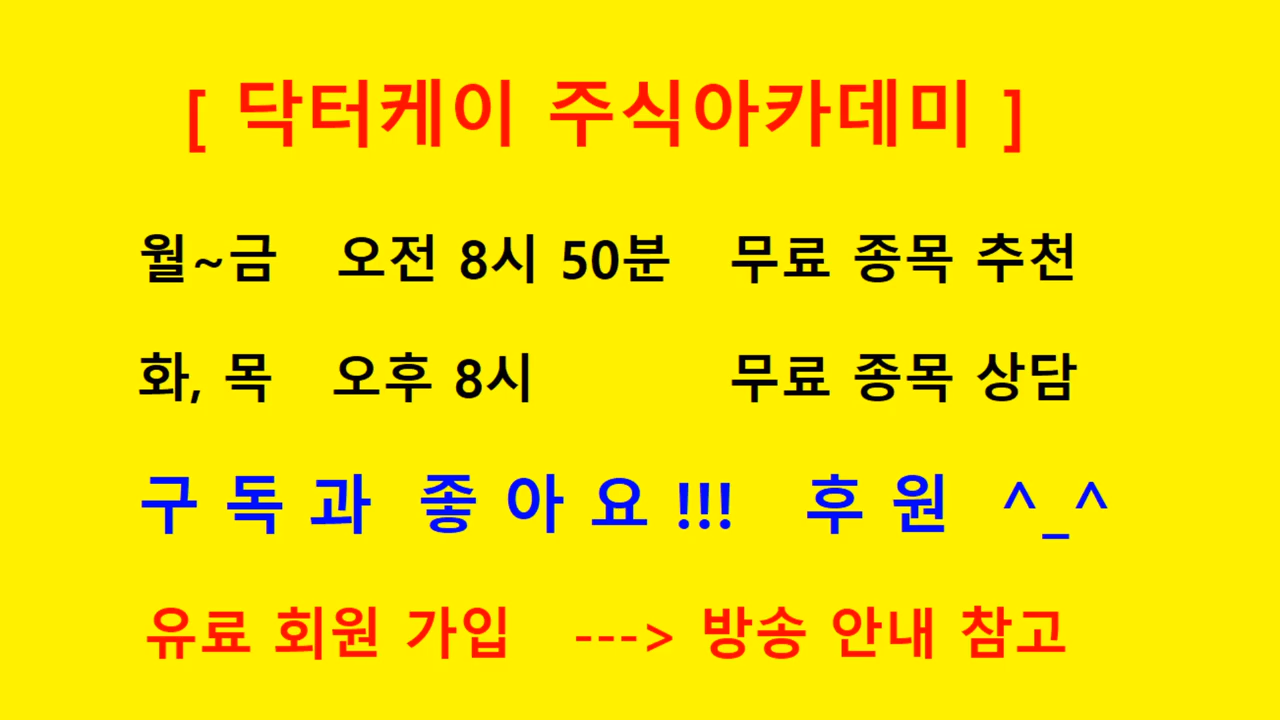 [ 닥터케이 주식아카데미 ]
월~금 오전 8시 50분 무료 종목 추천
화, 목 오후 8시 무료 종목 상담
구 독 과 좋 아 요 !!! 후 원 ^_^
유료 회원 가입 ---> 방송 안내 참고